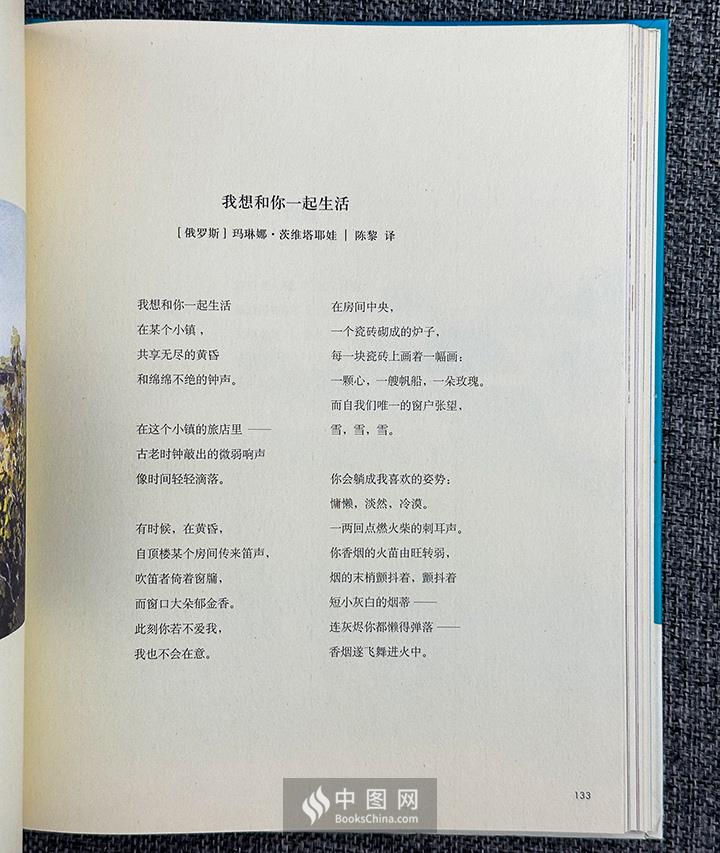 我想和你一起生活
［俄罗斯］玛琳娜·茨维塔耶娃 | 陈黎 译
我想和你一起生活
在某个小镇，
共享无尽的黄昏
和绵绵不绝的钟声。
在这个小镇的旅店里——
古老时钟敲出的微弱响声
像时间轻轻滴落。
有时候，在黄昏，
自顶楼某个房间传来笛声，
吹笛者倚着窗牖，
而窗口大朵郁金香。
此刻你若不爱我，
我也不会在意。
在房间中央，
一个瓷砖砌成的炉子，
每一块瓷砖上画着一幅画：
一颗心，一艘帆船，一朵玫瑰。
而自我们唯一的窗户张望，
雪，雪，雪。
你会躺成我喜欢的姿势：
慵懒，淡然，冷漠。
一两回点燃火柴的刺耳声。
你香烟的火苗由旺转弱，
烟的末梢颤抖着，颤抖着
短小灰白的烟蒂——
连灰烬你都懒得弹落——
香烟遂飞舞进火中。
133
中图网
BooksChina.com